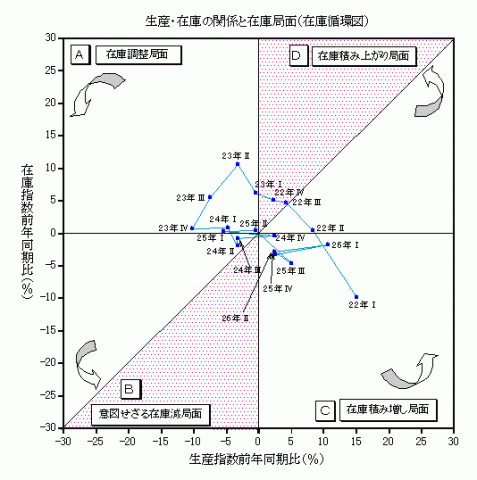 生産・在庫の関係と在庫局面(在庫循環図)
在庫指数前年同期比(%)
30
25
20
15
10
5
0
-5
-10
-15
-20
-25
-30
A
在庫調整局面
D
在庫積み上がり局面
23年Ⅱ
23年Ⅲ
23年Ⅰ
22年Ⅳ
22年Ⅲ
23年Ⅳ
24年Ⅰ
25年Ⅱ
22年Ⅱ
25年Ⅰ
24年Ⅳ
26年Ⅰ
24年Ⅱ
24年Ⅲ
25年Ⅲ
25年Ⅳ
26年Ⅱ
22年Ⅰ
B
意図せざる在庫減局面
C
在庫積み増し局面
-30
-25
-20
-15
-10
-5
0
5
10
15
20
25
30
生産指数前年同期比(%)